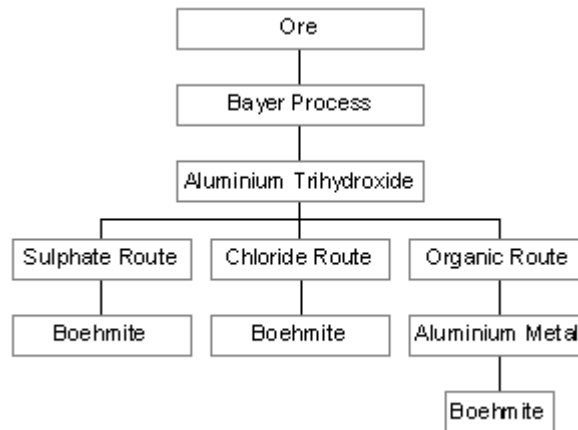 Ore
Bayer Process
Aluminium Trihydroxide
Sulphate Route
Chloride Route
Organic Route
Boehmite
Boehmite
Aluminium Metal
Boehmite